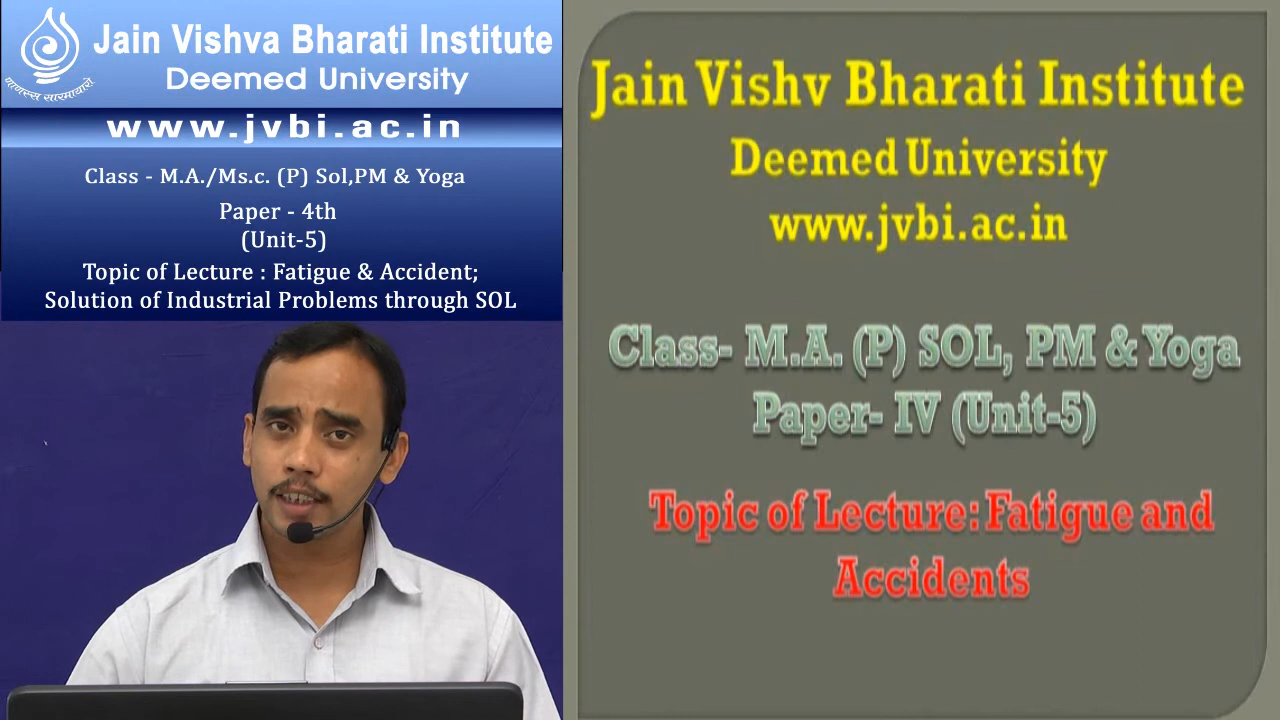 Jain Vishva Bharati Institute
Deemed University
णाणस्स सारमायारो
www.jvbi.ac.in
Class - M.A./Ms.c. (P) Sol,PM & Yoga
Paper - 4th
(Unit-5)
Topic of Lecture : Fatigue & Accident;
Solution of Industrial Problems through SOL
Jain Vishv Bharati Institute
Deemed University
www.jvbi.ac.in
Class- M.A. (P) SOL, PM & Yoga
Paper- IV (Unit-5)
Topic of Lecture: Fatigue and
Accidents